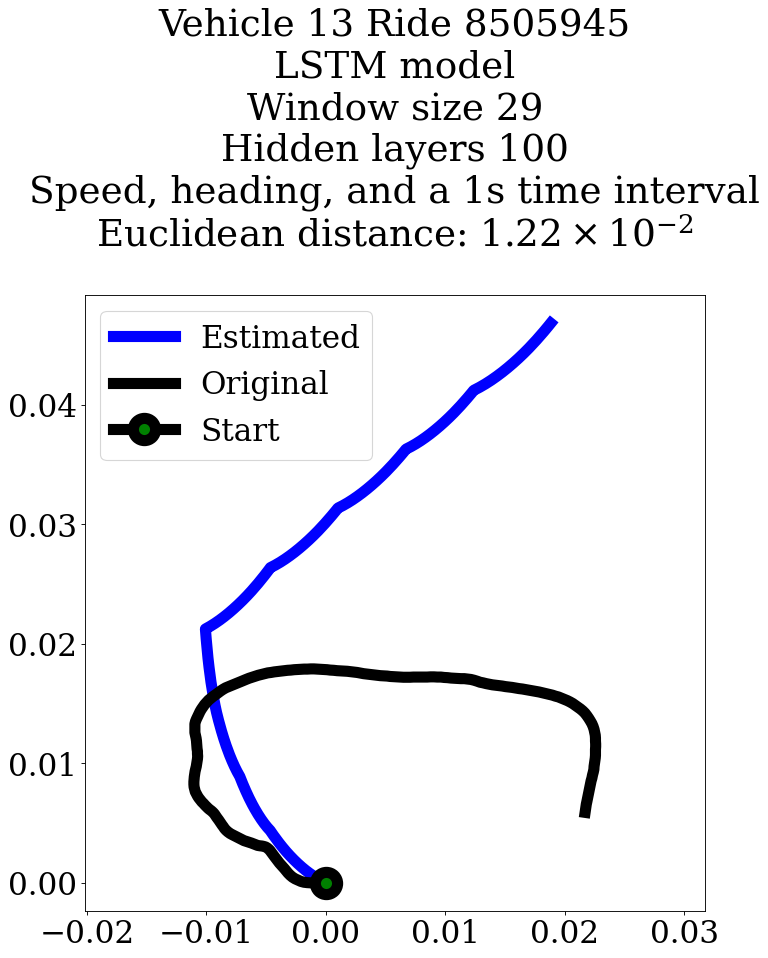 Vehicle 13 Ride 8505945
LSTM model
Window size 29
Hidden layers 100
Speed, heading, and a 1s time interval
Euclidean distance: 1.22 × 10⁻²
Estimated
Original
Start
0.04
0.03
0.02
0.01
0.00
−0.02 −0.01 0.00 0.01 0.02 0.03